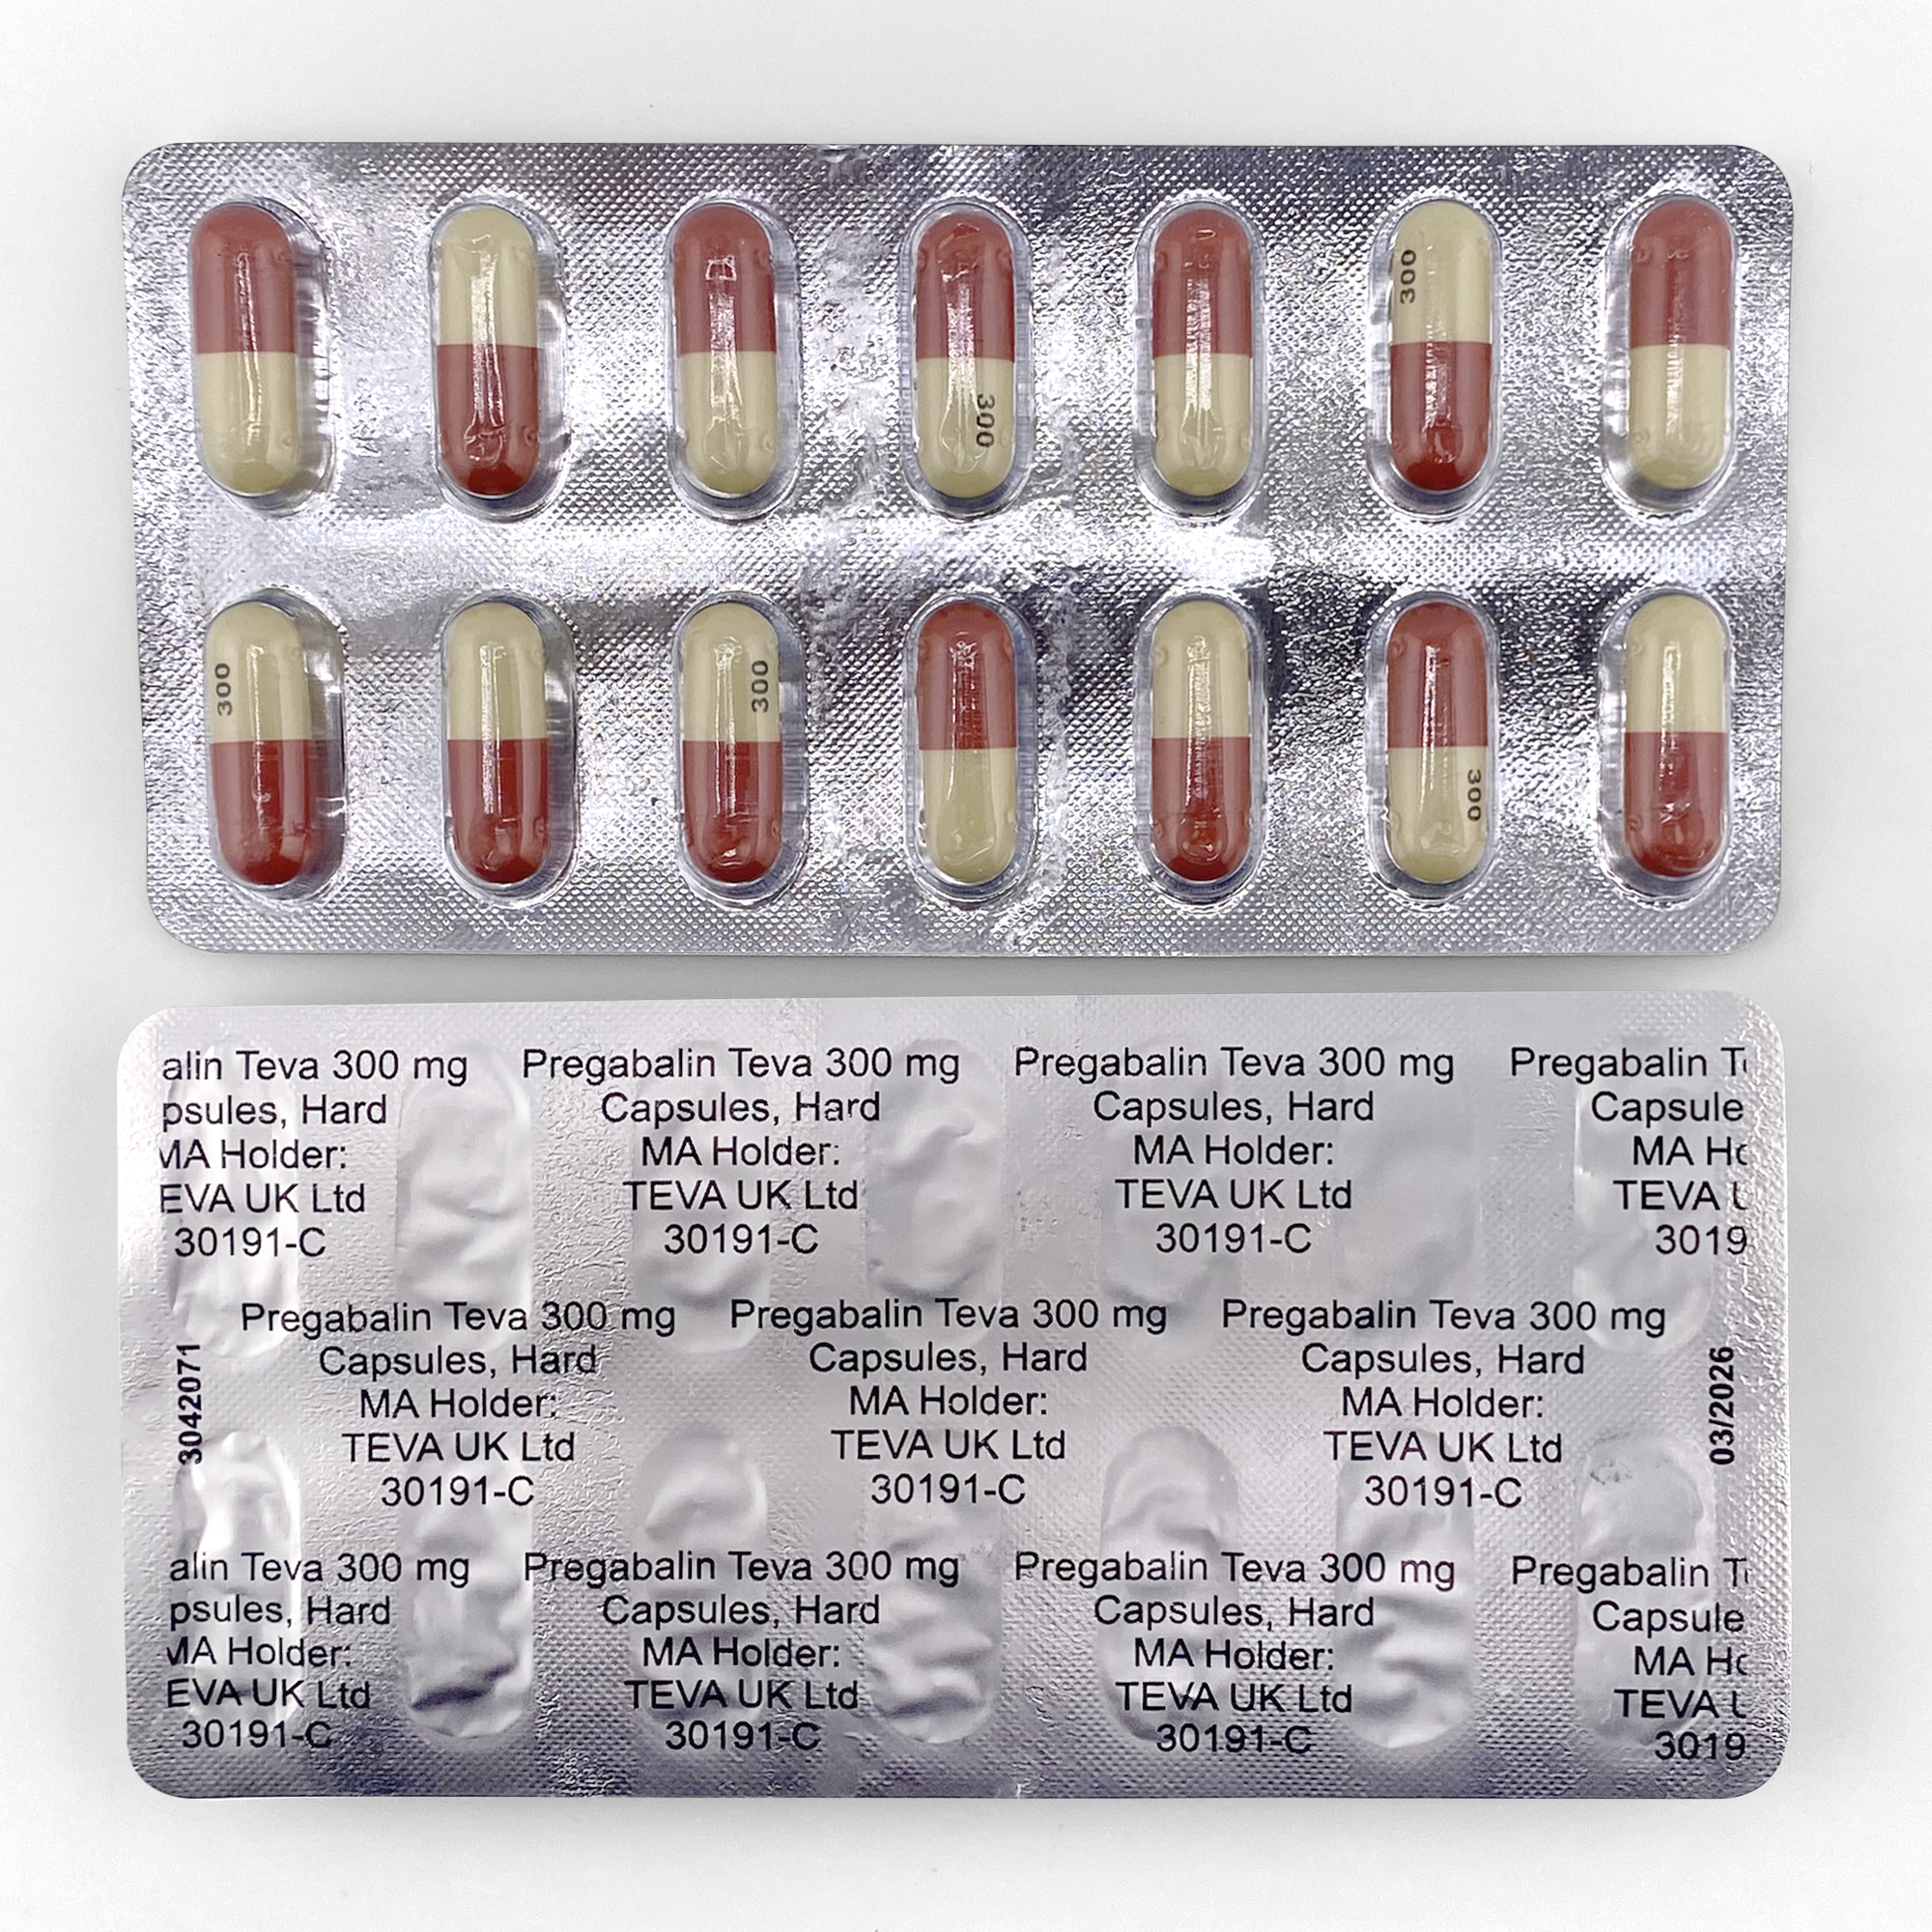 300
300
300
300
300
alin Teva 300 mg
psules, Hard
MA Holder:
EVA UK Ltd
30191-C
Pregabalin Teva 300 mg
Capsules, Hard
MA Holder:
TEVA UK Ltd
30191-C
Pregabalin Teva 300 mg
Capsules, Hard
MA Holder:
TEVA UK Ltd
30191-C
Pregabalin T
Capsule
MA Ho
TEVA U
3019
3042071
Pregabalin Teva 300 mg
Capsules, Hard
MA Holder:
TEVA UK Ltd
30191-C
Pregabalin Teva 300 mg
Capsules, Hard
MA Holder:
TEVA UK Ltd
30191-C
Pregabalin Teva 300 mg
Capsules, Hard
MA Holder:
TEVA UK Ltd
30191-C
03/2026
alin Teva 300 mg
psules, Hard
MA Holder:
EVA UK Ltd
30191-C
Pregabalin Teva 300 mg
Capsules, Hard
MA Holder:
TEVA UK Ltd
30191-C
Pregabalin Teva 300 mg
Capsules, Hard
MA Holder:
TEVA UK Ltd
30191-C
Pregabalin T
Capsule
MA Ho
TEVA U
3019